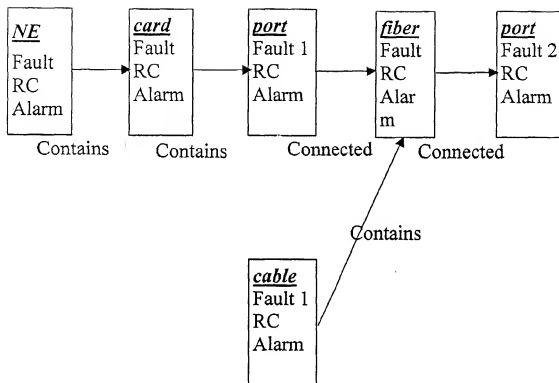 NE
Fault
RC
Alarm
card
Fault
RC
Alarm
port
Fault 1
RC
Alarm
fiber
Fault
RC
Alar
m
port
Fault 2
RC
Alarm
Contains
Contains
Connected
Connected
Contains
cable
Fault 1
RC
Alarm